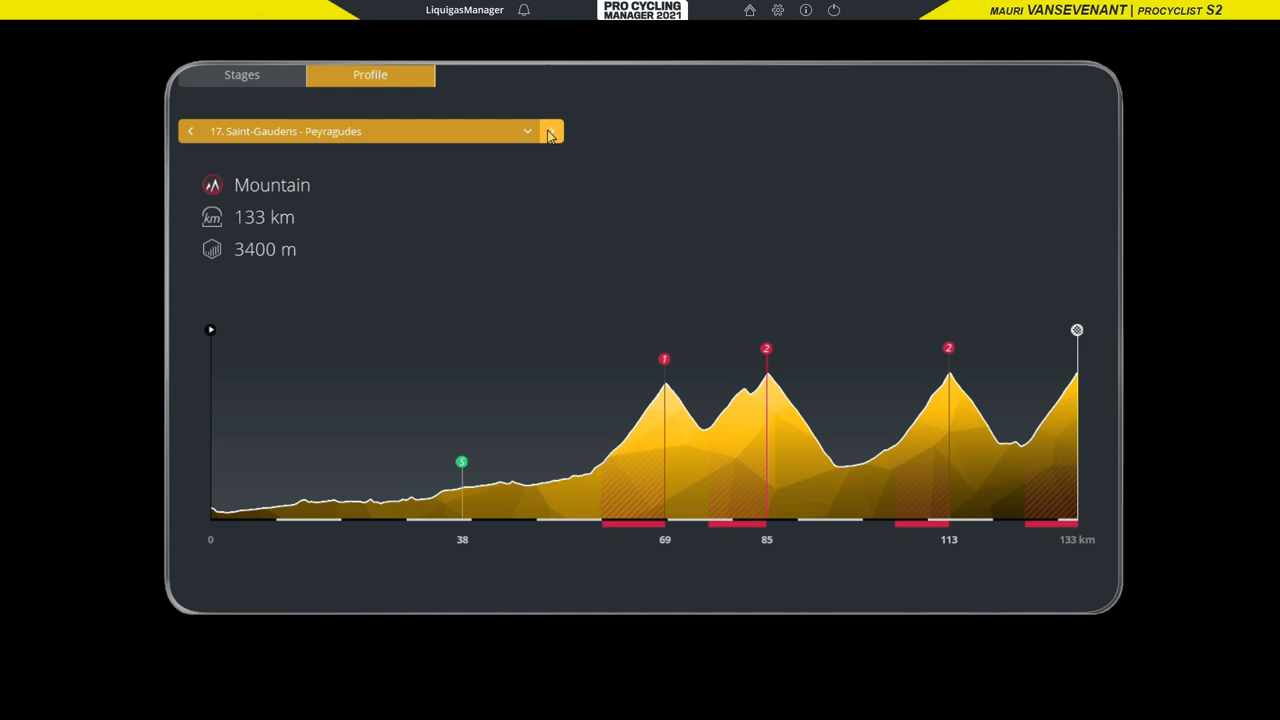 LiquigasManager
PRO CYCLING
MANAGER 2021
MAURI VANSEVENANT | PROCYCLIST S2
Stages
Profile
17. Saint-Gaudens - Peyragudes
Mountain
km 133 km
3400 m
1
2
2
S
0
38
69
85
113
133 km